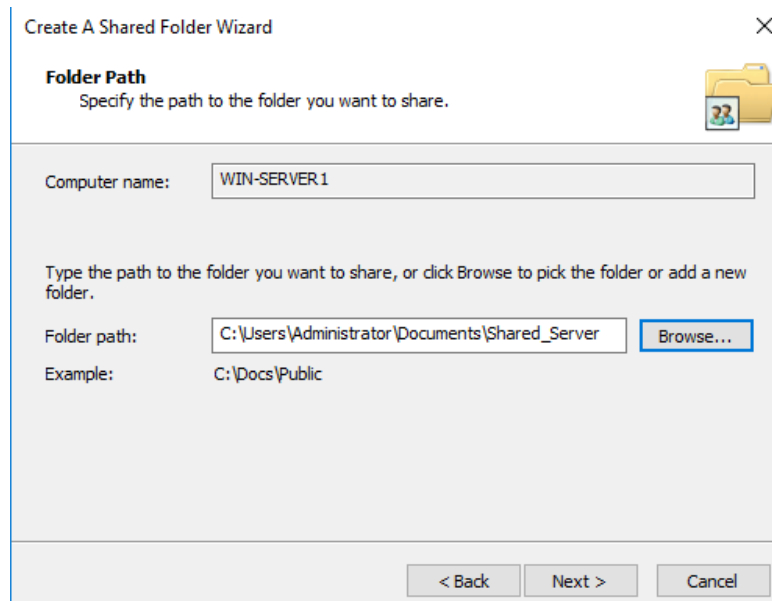 Create A Shared Folder Wizard
Folder Path
Specify the path to the folder you want to share.
Computer name:
WIN-SERVER1
Type the path to the folder you want to share, or click Browse to pick the folder or add a new
folder.
Folder path:
C:\Users\Administrator\Documents\Shared_Server
Browse...
Example:
C:\Docs\Public
< Back
Next >
Cancel